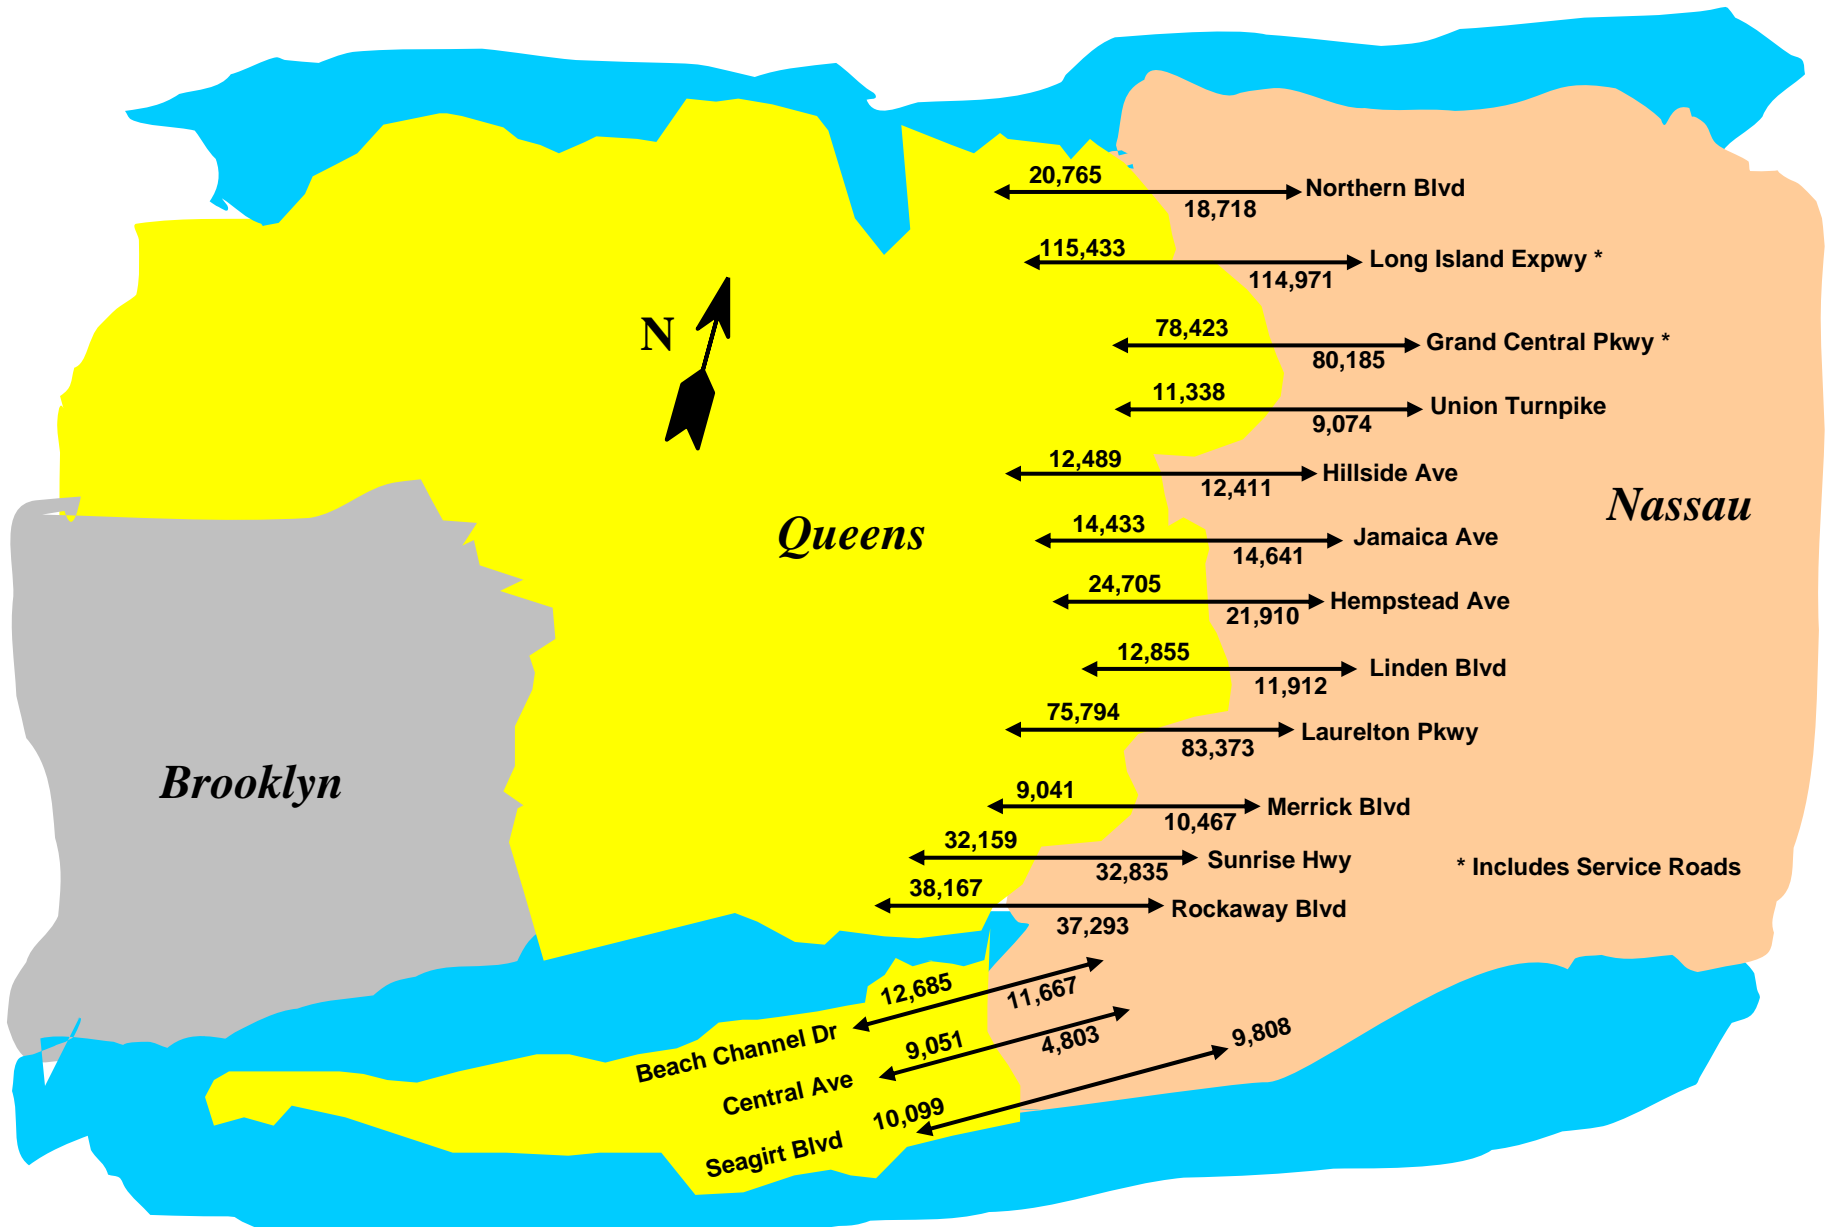 20,765
Northern Blvd
18,718
115,433
Long Island Expwy *
114,971
N
78,423
Grand Central Pkwy *
80,185
11,338
Union Turnpike
9,074
12,489
Hillside Ave
12,411
Nassau
Queens
14,433
Jamaica Ave
14,641
24,705
Hempstead Ave
21,910
12,855
Linden Blvd
11,912
75,794
Laurelton Pkwy
83,373
Brooklyn
9,041
Merrick Blvd
10,467
32,159
Sunrise Hwy
32,835
* Includes Service Roads
38,167
Rockaway Blvd
37,293
12,685
11,667
Beach Channel Dr
9,051
4,803
Central Ave
9,808
10,099
Seagirt Blvd